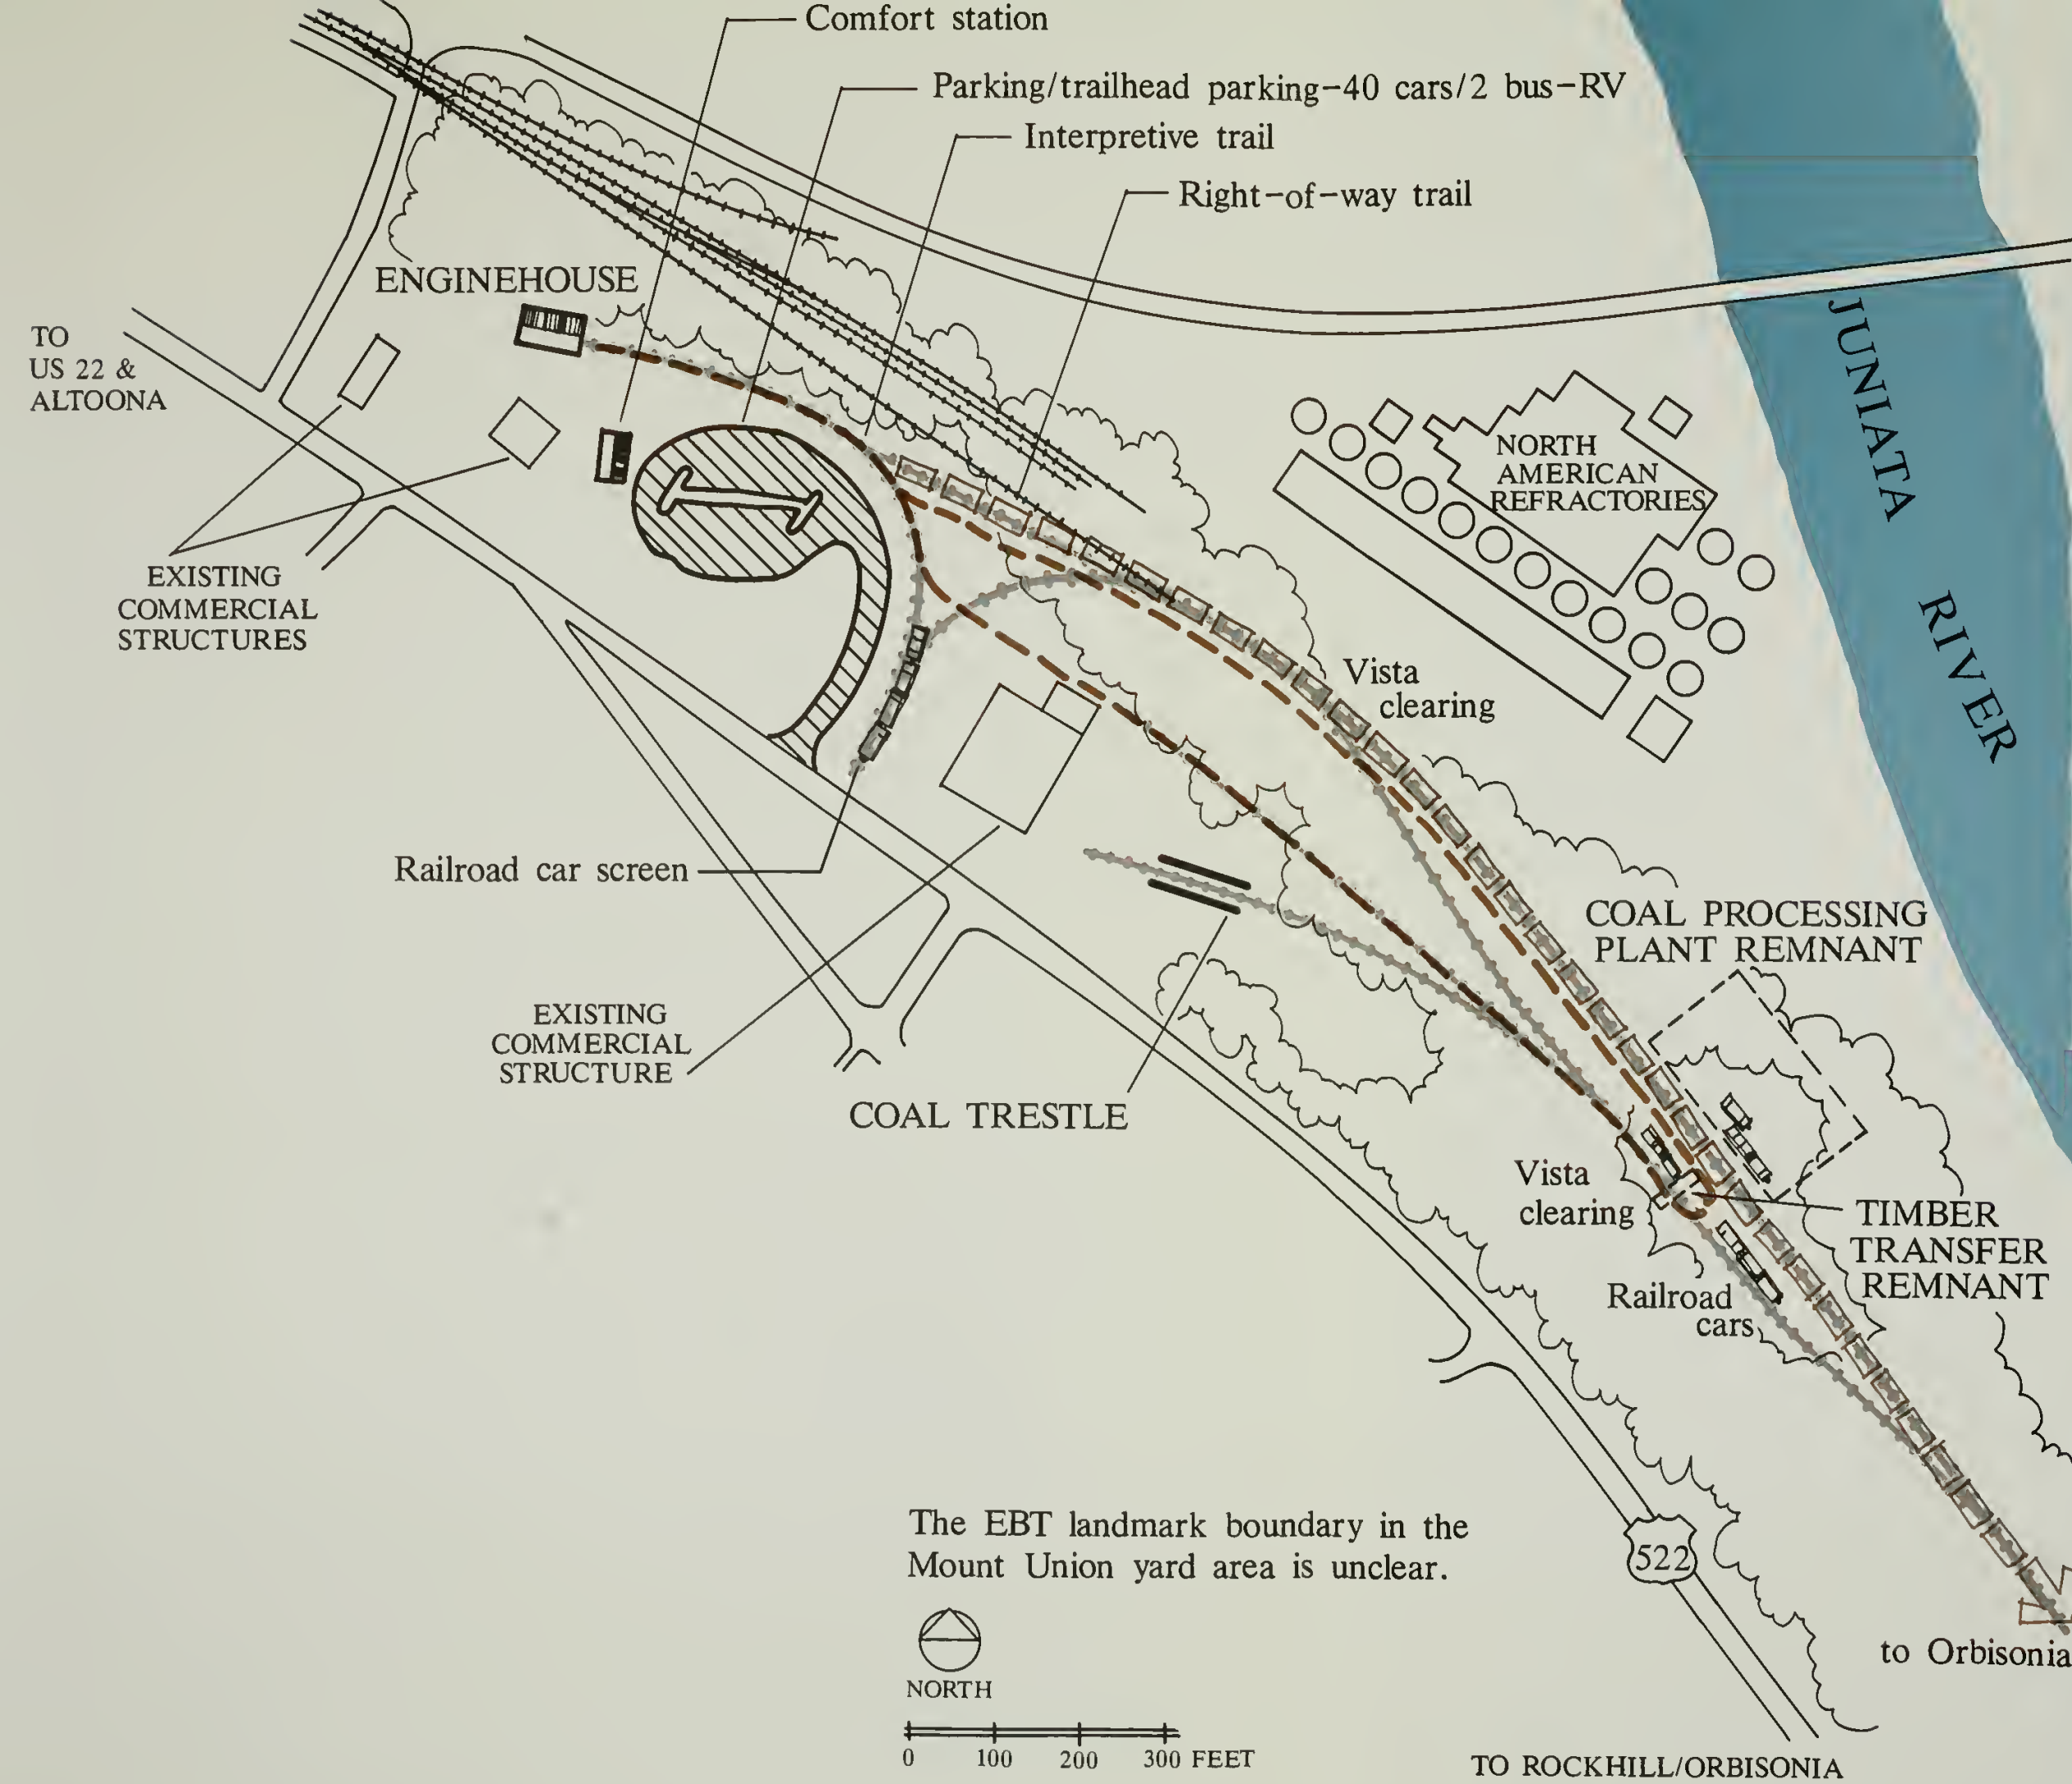 Comfort station
Parking/trailhead parking-40 cars/2 bus-RV
Interpretive trail
Right-of-way trail
ENGINEHOUSE
TO
US 22 &
ALTOONA
JUNIATA RIVER
NORTH
AMERICAN
REFRACTORIES
EXISTING
COMMERCIAL
STRUCTURES
Vista
clearing
Railroad car screen
COAL PROCESSING
PLANT REMNANT
EXISTING
COMMERCIAL
STRUCTURE
COAL TRESTLE
Vista
clearing
TIMBER
TRANSFER
REMNANT
Railroad
cars
The EBT landmark boundary in the
Mount Union yard area is unclear.
522
NORTH
to Orbisonia
0 100 200 300 FEET
TO ROCKHILL/ORBISONIA